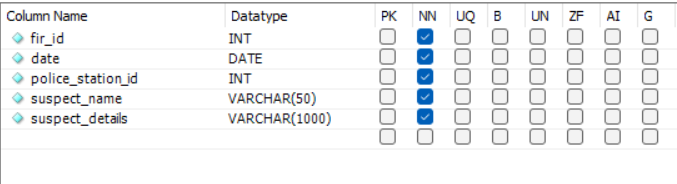 Column Name Datatype PK NN UQ B UN ZF AI G
fir_id INT
date DATE
police_station_id INT
suspect_name VARCHAR(50)
suspect_details VARCHAR(1000)